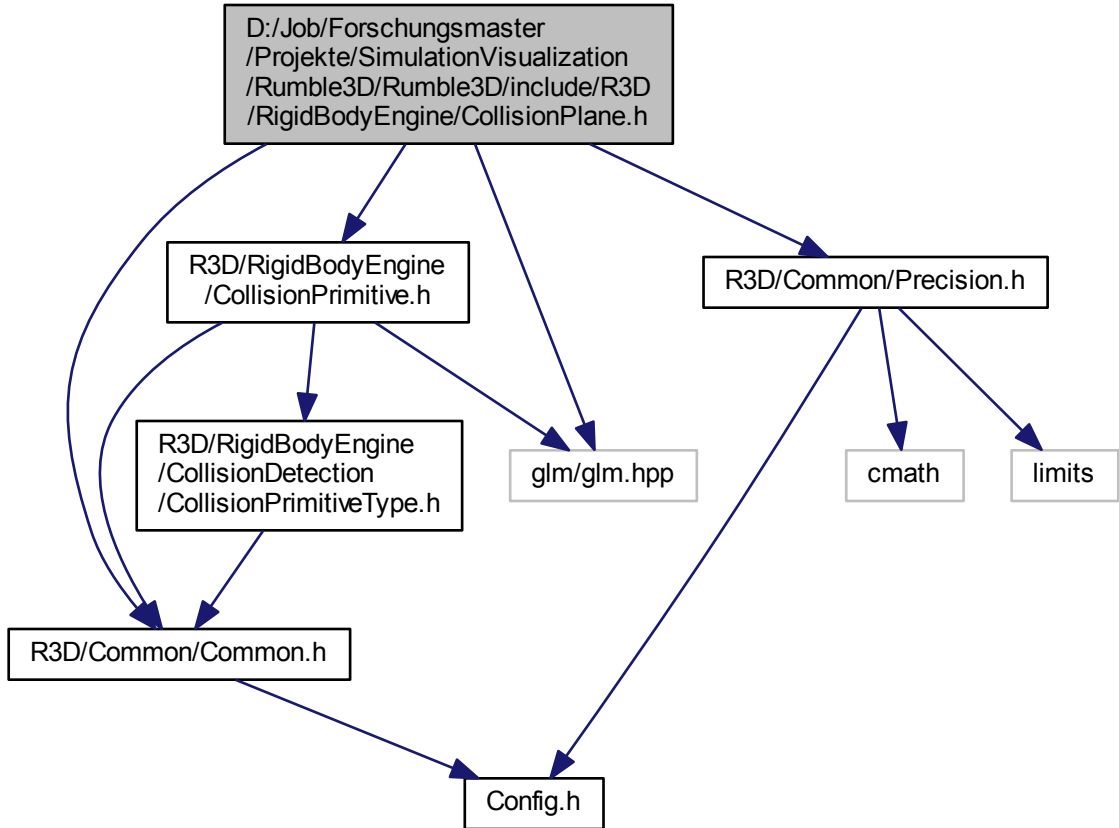 D:/Job/Forschungsmaster
/Projekte/SimulationVisualization
/Rumble3D/Rumble3D/include/R3D
/RigidBodyEngine/CollisionPlane.h
R3D/RigidBodyEngine
/CollisionPrimitive.h
R3D/Common/Precision.h
R3D/RigidBodyEngine
/CollisionDetection
/CollisionPrimitiveType.h
glm/glm.hpp
cmath
limits
R3D/Common/Common.h
Config.h